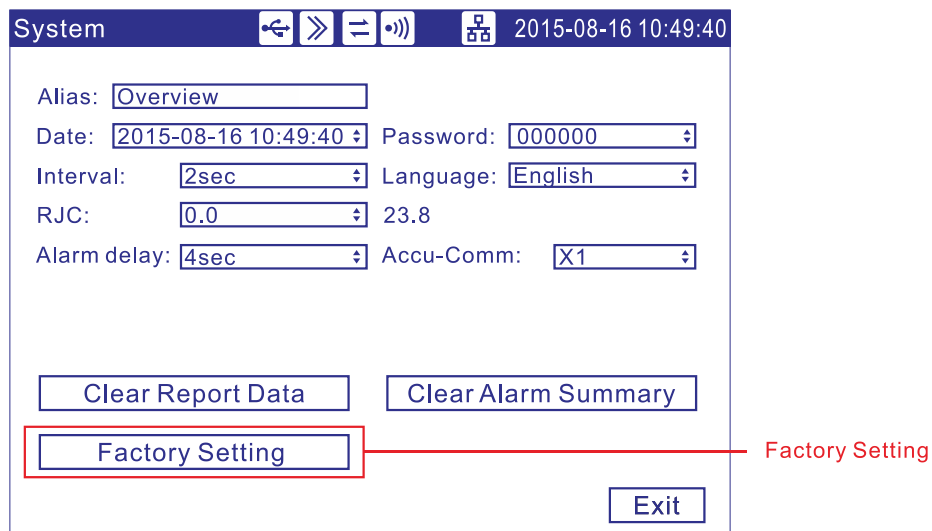 System 2015-08-16 10:49:40
Alias: Overview
Date: 2015-08-16 10:49:40 Password: 000000
Interval: 2sec Language: English
RJC: 0.0 23.8
Alarm delay: 4sec Accu-Comm: X1
Clear Report Data Clear Alarm Summary
Factory Setting Factory Setting
Exit